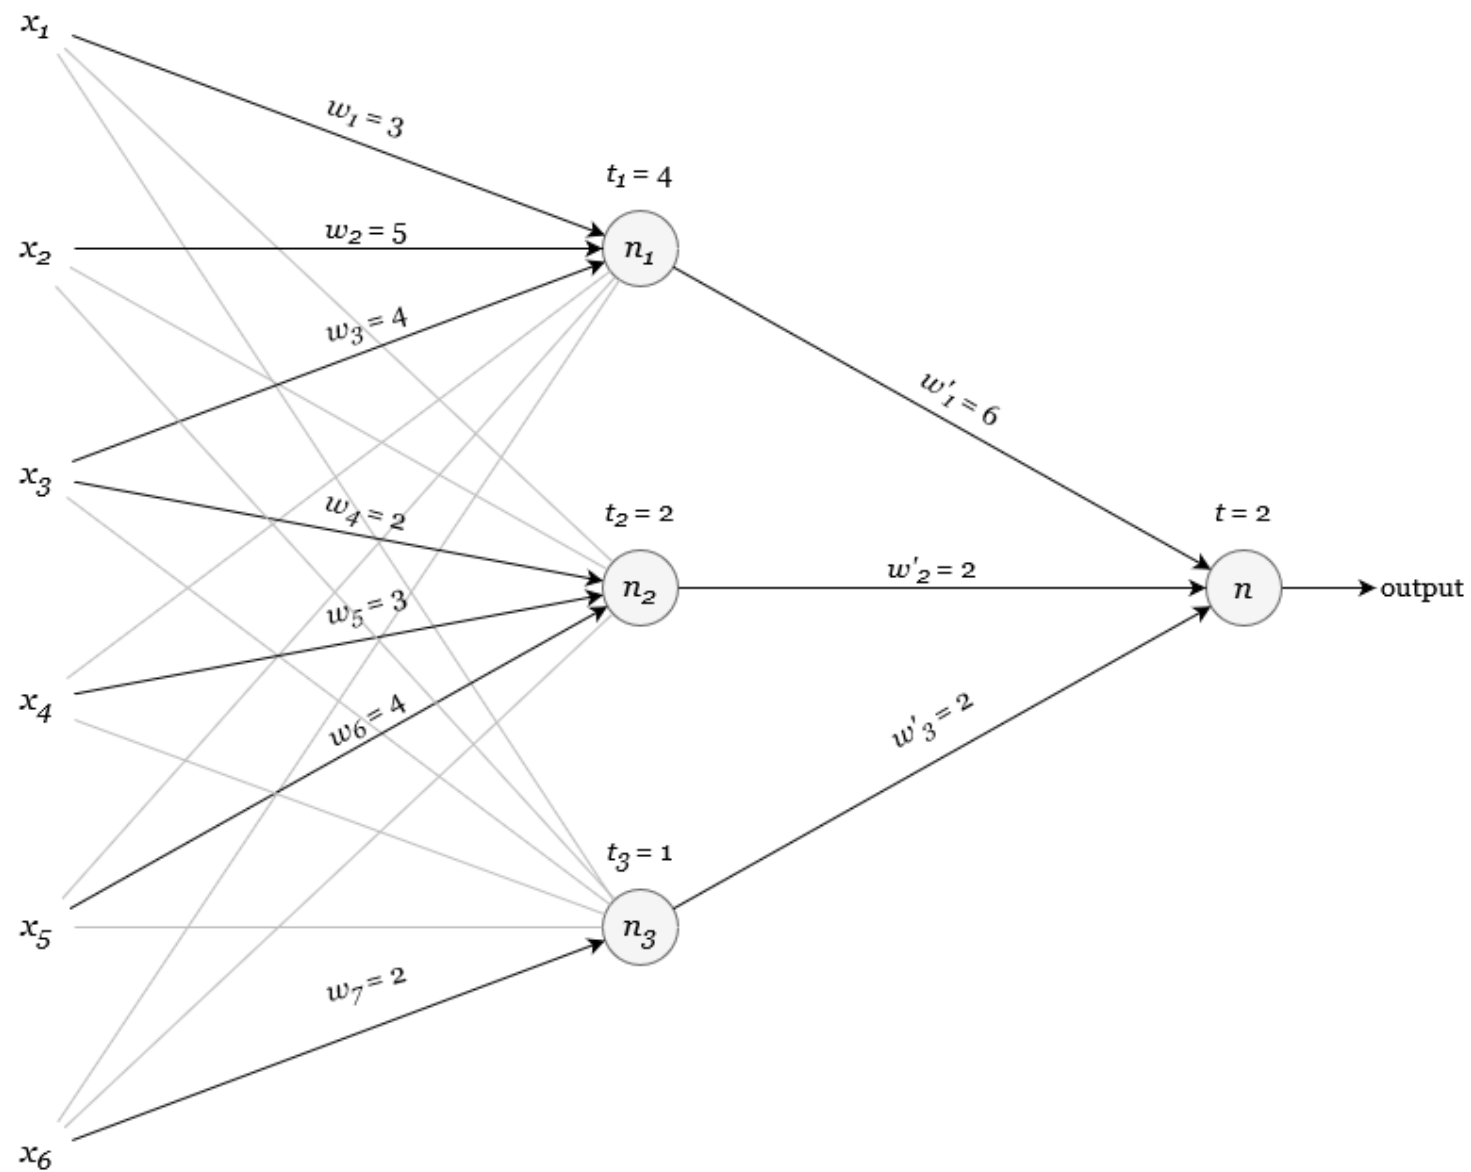 x₁
w₁ = 3
t₁ = 4
x₂
w₂ = 5
n₁
w₃ = 4
w'₁ = 6
x₃
w₄ = 2
t₂ = 2
t = 2
w₅ = 3
n₂
w'₂ = 2
n
output
x₄
w₆ = 4
w'₃ = 2
t₃ = 1
x₅
n₃
w₇ = 2
x₆